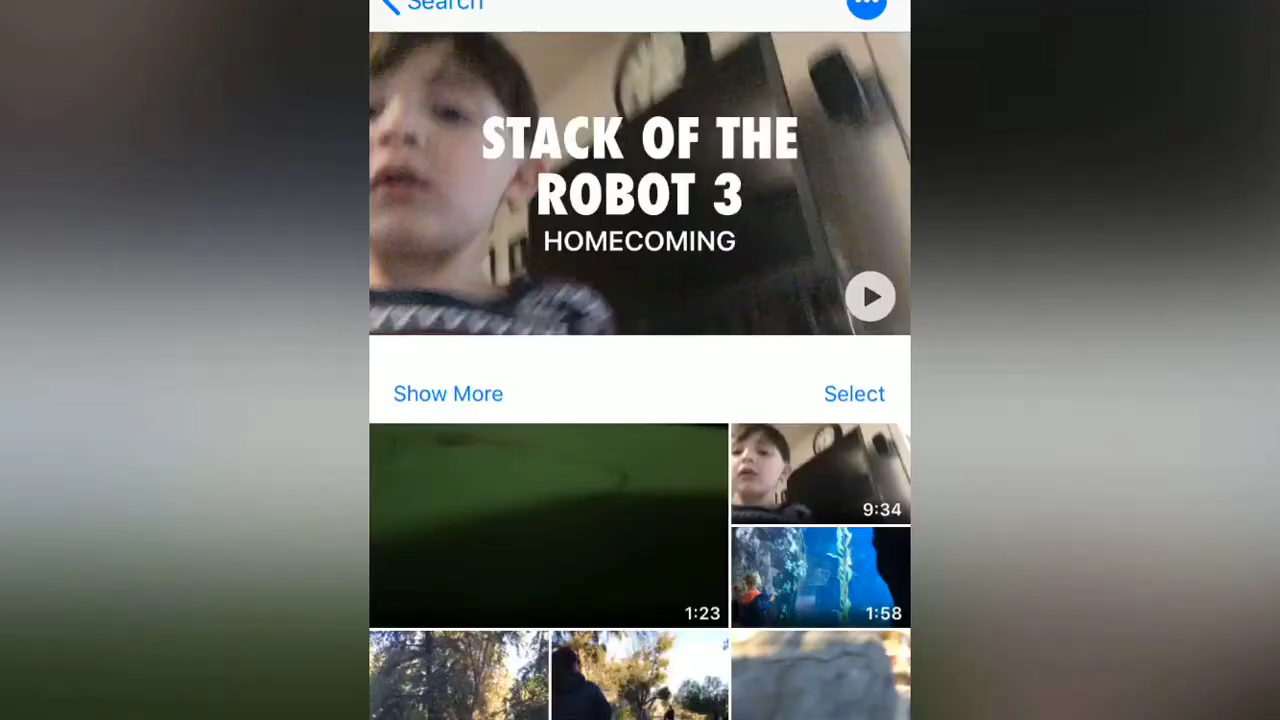 Search
STACK OF THE
ROBOT 3
HOMECOMING
Show More
Select
9:34
1:23
1:58